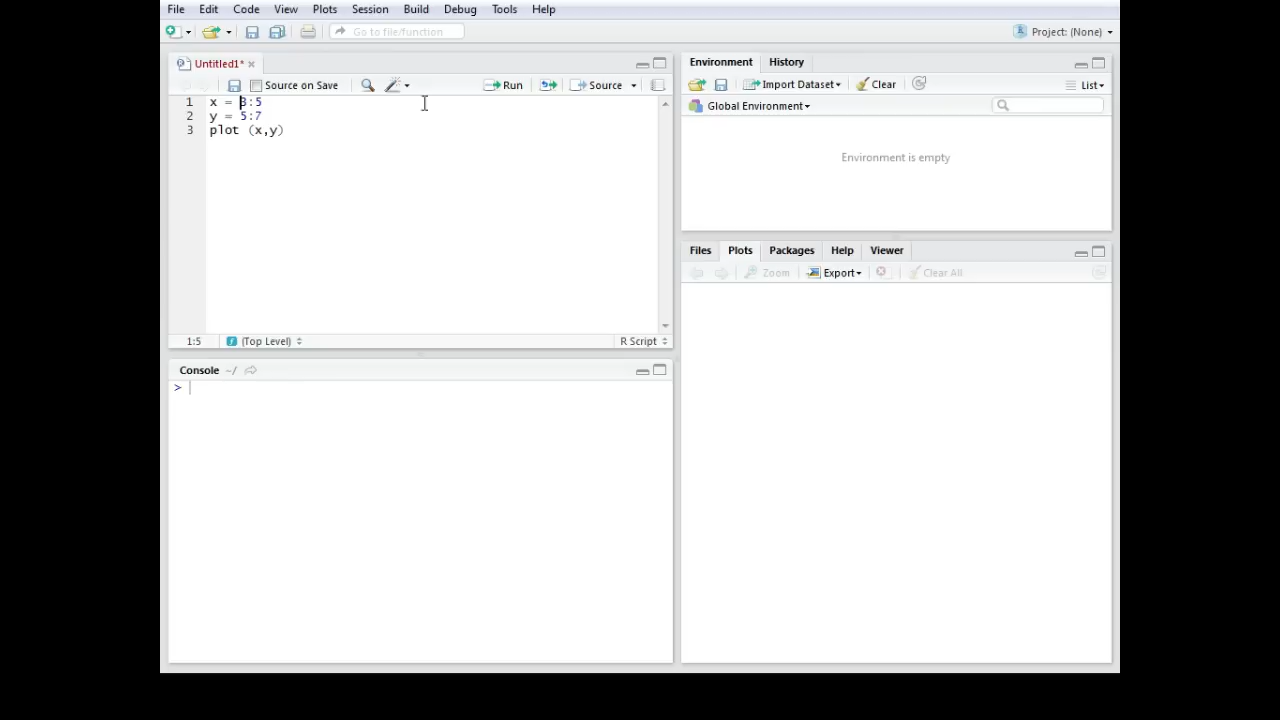 File Edit Code View Plots Session Build Debug Tools Help
Go to file/function
Project: (None)
Untitled1*
Source on Save
Run
Source
1 x = 3:5
2 y = 5:7
3 plot (x,y)
1:5 (Top Level) R Script
Console ~/
>
Environment History
Import Dataset Clear List
Global Environment
Environment is empty
Files Plots Packages Help Viewer
Zoom Export Clear All